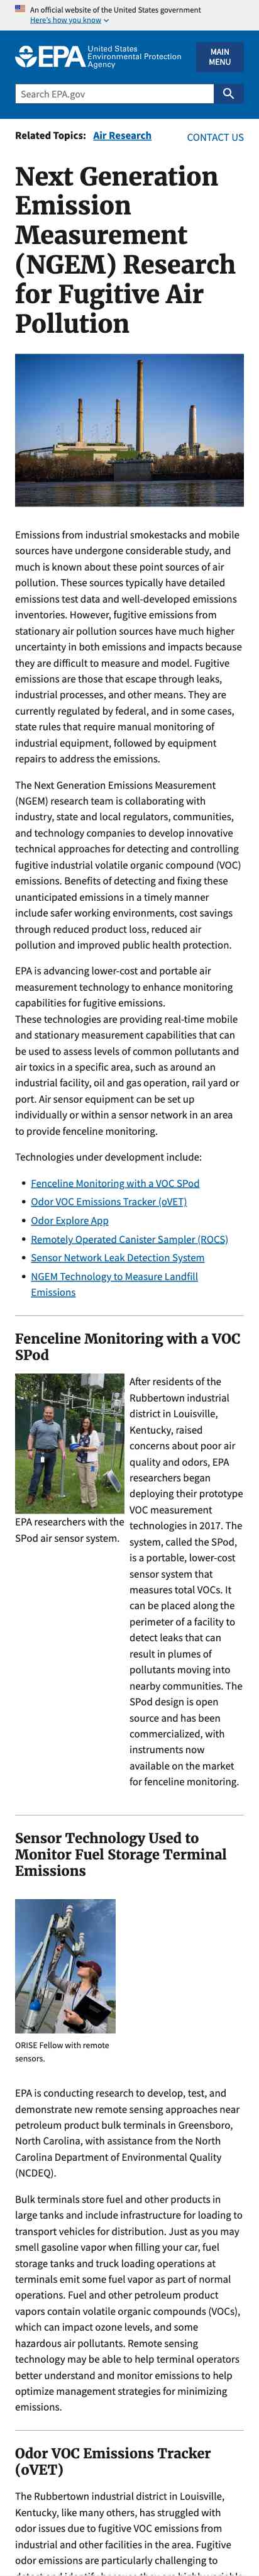 An official website of the United States government
Here's how you know
EPA United States
Environmental Protection
Agency
MAIN
MENU
Search EPA.gov
Related Topics: Air Research
CONTACT US
Next Generation
Emission
Measurement
(NGEM) Research
for Fugitive Air
Pollution
Emissions from industrial smokestacks and mobile
sources have undergone considerable study, and
much is known about these point sources of air
pollution. These sources typically have detailed
emissions test data and well-developed emissions
inventories. However, fugitive emissions from
stationary air pollution sources have much higher
uncertainty in both emissions and impacts because
they are difficult to measure and model. Fugitive
emissions are those that escape through leaks,
industrial processes, and other means. They are
currently regulated by federal, and in some cases,
state rules that require manual monitoring of
industrial equipment, followed by equipment
repairs to address the emissions.
The Next Generation Emissions Measurement
(NGEM) research team is collaborating with
industry, state and local regulators, communities,
and technology companies to develop innovative
technical approaches for detecting and controlling
fugitive industrial volatile organic compound (VOC)
emissions. Benefits of detecting and fixing these
unanticipated emissions in a timely manner
include safer working environments, cost savings
through reduced product loss, reduced air
pollution and improved public health protection.
EPA is advancing lower-cost and portable air
measurement technology to enhance monitoring
capabilities for fugitive emissions.
These technologies are providing real-time mobile
and stationary measurement capabilities that can
be used to assess levels of common pollutants and
air toxics in a specific area, such as around an
industrial facility, oil and gas operation, rail yard or
port. Air sensor equipment can be set up
individually or within a sensor network in an area
to provide fenceline monitoring.
Technologies under development include:
Fenceline Monitoring with a VOC SPod
Odor VOC Emissions Tracker (oVET)
Odor Explore App
Remotely Operated Canister Sampler (ROCS)
Sensor Network Leak Detection System
NGEM Technology to Measure Landfill
Emissions
Fenceline Monitoring with a VOC
SPod
EPA researchers with the
SPod air sensor system.
After residents of the
Rubbertown industrial
district in Louisville,
Kentucky, raised
concerns about poor air
quality and odors, EPA
researchers began
deploying their prototype
VOC measurement
technologies in 2017. The
system, called the SPod,
is a portable, lower-cost
sensor system that
measures total VOCs. It
can be placed along the
perimeter of a facility to
detect leaks that can
result in plumes of
pollutants moving into
nearby communities. The
SPod design is open
source and has been
commercialized, with
instruments now
available on the market
for fenceline monitoring.
Sensor Technology Used to
Monitor Fuel Storage Terminal
Emissions
ORISE Fellow with remote
sensors.
EPA is conducting research to develop, test, and
demonstrate new remote sensing approaches near
petroleum product bulk terminals in Greensboro,
North Carolina, with assistance from the North
Carolina Department of Environmental Quality
(NCDEQ).
Bulk terminals store fuel and other products in
large tanks and include infrastructure for loading to
transport vehicles for distribution. Just as you may
smell gasoline vapor when filling your car, fuel
storage tanks and truck loading operations at
terminals emit some fuel vapor as part of normal
operations. Fuel and other petroleum product
vapors contain volatile organic compounds (VOCs),
which can impact ozone levels, and some
hazardous air pollutants. Remote sensing
technology may be able to help terminal operators
better understand and monitor emissions to help
optimize management strategies for minimizing
emissions.
Odor VOC Emissions Tracker
(oVET)
The Rubbertown industrial district in Louisville,
Kentucky, like many others, has struggled with
odor issues due to fugitive VOC emissions from
industrial and other facilities in the area. Fugitive
odor emissions are particularly challenging to